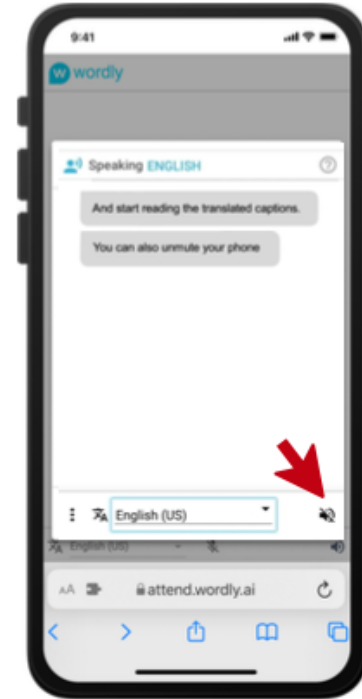 9:41
wordly
Speaking ENGLISH
And start reading the translated captions.
You can also unmute your phone
English (US)
English (US)
AA attend.wordly.ai